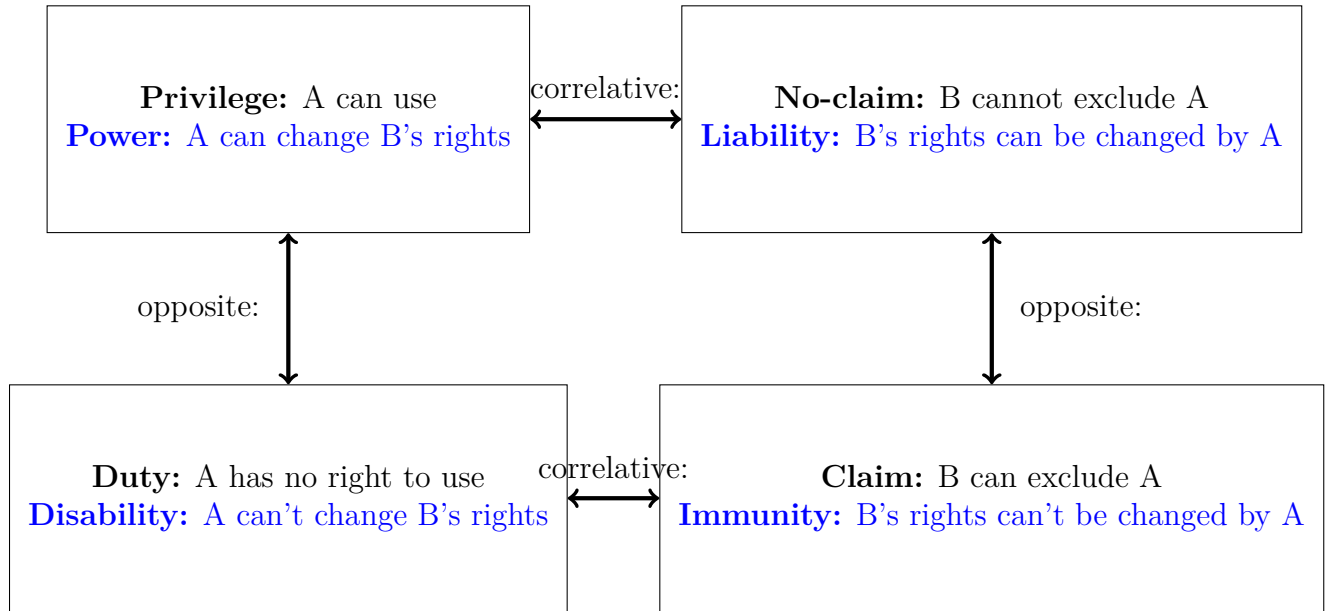 Privilege: A can use
Power: A can change B's rights
correlative:
No-claim: B cannot exclude A
Liability: B's rights can be changed by A
opposite:
opposite:
Duty: A has no right to use
Disability: A can't change B's rights
correlative:
Claim: B can exclude A
Immunity: B's rights can't be changed by A